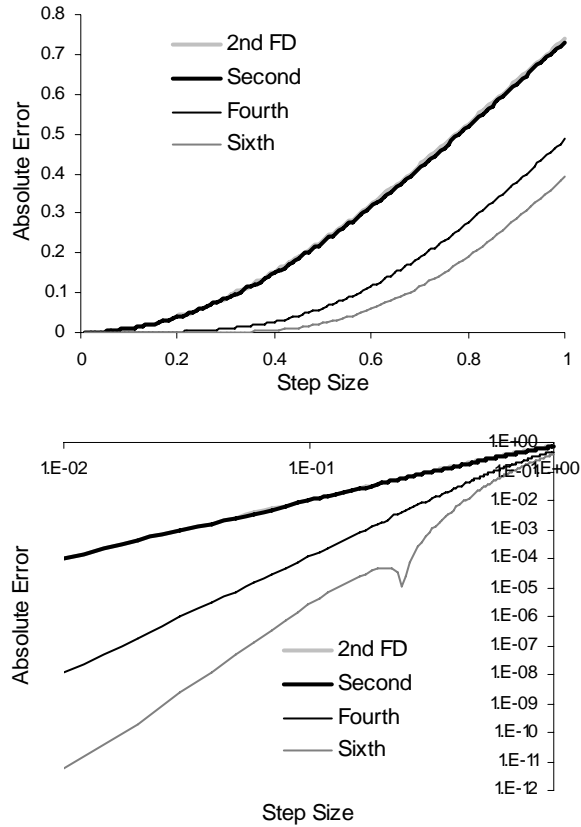 0.8
2nd FD
0.7
Second
0.6
Fourth
0.5
Sixth
0.4
0.3
0.2
0.1
0
Absolute Error
0 0.2 0.4 0.6 0.8 1
Step Size
1.E-02 1.E-01 1.E+00
1.E+00
1.E-01
1.E-02
1.E-03
1.E-04
1.E-05
1.E-06
1.E-07
1.E-08
1.E-09
1.E-10
1.E-11
1.E-12
Absolute Error
2nd FD
Second
Fourth
Sixth
Step Size